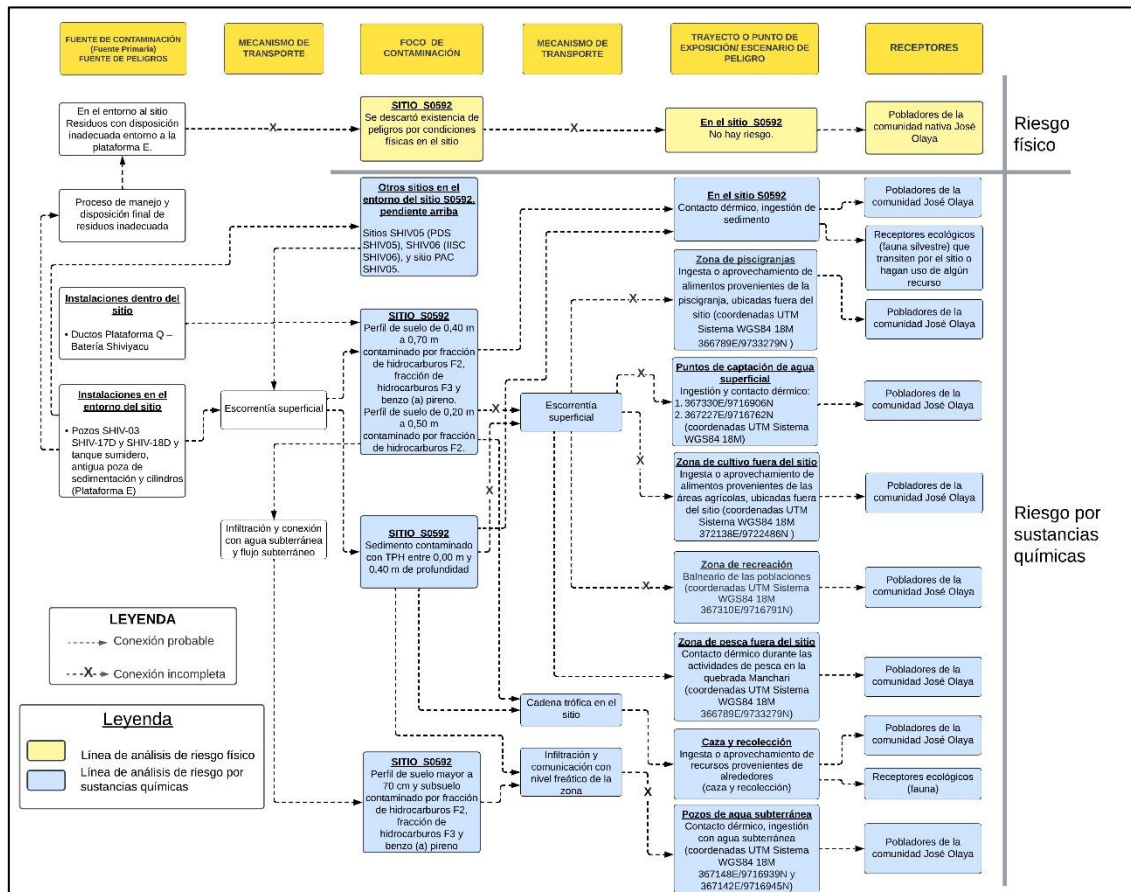 FUENTE DE CONTAMINACIÓN
(Fuente Primaria)
FUENTE DE PELIGROS
MECANISMO DE
TRANSPORTE
FOCO DE
CONTAMINACIÓN
MECANISMO DE
TRANSPORTE
TRAYECTO O PUNTO DE
EXPOSICIÓN/ ESCENARIO DE
PELIGRO
RECEPTORES
En el entorno al sitio
Residuos con disposición
inadecuada entorno a la
plataforma E.
X
SITIO S0592
Se descartó existencia de
peligros por condiciones
físicas en el sitio
X
En el sitio S0592
No hay riesgo.
Pobladores de la
comunidad nativa José
Olaya
Riesgo
físico
Proceso de manejo y
disposición final de
residuos inadecuada
Otros sitios en el
entorno del sitio S0592,
pendiente arriba
Sitios SHIV05 (PDS
SHIV05), SHIV06 (IISC
SHIV06), y sitio PAC
SHIV05.
En el sitio S0592
Contacto dérmico, ingestión de
sedimento
Pobladores de la
comunidad José Olaya
Receptores ecológicos
(fauna silvestre) que
transiten por el sitio o
hagan uso de algún
recurso
Instalaciones dentro del
sitio
• Ductos Plataforma Q –
Batería Shiviyacu
SITIO S0592
Perfil de suelo de 0,40 m
a 0,70 m
contaminado por fracción
de hidrocarburos F2,
fracción de
hidrocarburos F3 y
benzo (a) pireno.
Perfil de suelo de 0,20 m
a 0,50 m
contaminado por fracción
de hidrocarburos F2.
X
Zona de piscigranjas
Ingesta o aprovechamiento de
alimentos provenientes de la
piscigranja, ubicadas fuera del
sitio (coordenadas UTM
Sistema WGS84 18M
366789E/9733279N )
Pobladores de la
comunidad José Olaya
Instalaciones en el
entorno del sitio
• Pozos SHIV-03
SHIV-17D y SHIV-18D y
tanque sumidero,
antigua poza de
sedimentación y cilindros
(Plataforma E)
Escorrentía superficial
X
X
Escorrentía
superficial
X
Puntos de captación de agua
superficial
Ingestión y contacto dérmico:
1. 367330E/9716906N
2. 367227E/9716762N
(coordenadas UTM Sistema
WGS84 18M)
Pobladores de la
comunidad José Olaya
X
Zona de cultivo fuera del sitio
Ingesta o aprovechamiento de
alimentos provenientes de las
áreas agrícolas, ubicadas fuera
del sitio (coordenadas UTM
Sistema WGS84 18M
372138E/9722486N )
Pobladores de la
comunidad José Olaya
Riesgo por
sustancias
químicas
Infiltración y conexión
con agua subterránea
y flujo subterráneo
SITIO S0592
Sedimento contaminado
con TPH entre 0,00 m y
0,40 m de profundidad
X
Zona de recreación
Balneario de las poblaciones
(coordenadas UTM Sistema
WGS84 18M
367310E/9716791N)
Pobladores de la
comunidad José Olaya
LEYENDA
Conexión probable
X
Conexión incompleta
Zona de pesca fuera del sitio
Contacto dérmico durante las
actividades de pesca en la
quebrada Manchari
(coordenadas UTM Sistema
WGS84 18M
366789E/9733279N)
Pobladores de la
comunidad José Olaya
Leyenda
Línea de análisis de riesgo físico
Línea de análisis de riesgo por
sustancias químicas
Cadena trófica en el
sitio
Caza y recolección
Ingesta o aprovechamiento de
recursos provenientes de
alrededores
(caza y recolección)
Pobladores de la
comunidad José Olaya
Receptores ecológicos
(fauna)
SITIO S0592
Perfil de suelo mayor a
70 cm y subsuelo
contaminado por fracción
de hidrocarburos F2,
fracción de
hidrocarburos F3 y
benzo (a) pireno
X
Infiltración y
comunicación con
nivel freático de la
zona
X
Pozos de agua subterránea
Contacto dérmico, ingestión
con agua subterránea
(coordenadas UTM Sistema
WGS84 18M
367148E/9716939N y
367142E/9716945N)
Pobladores de la
comunidad José Olaya